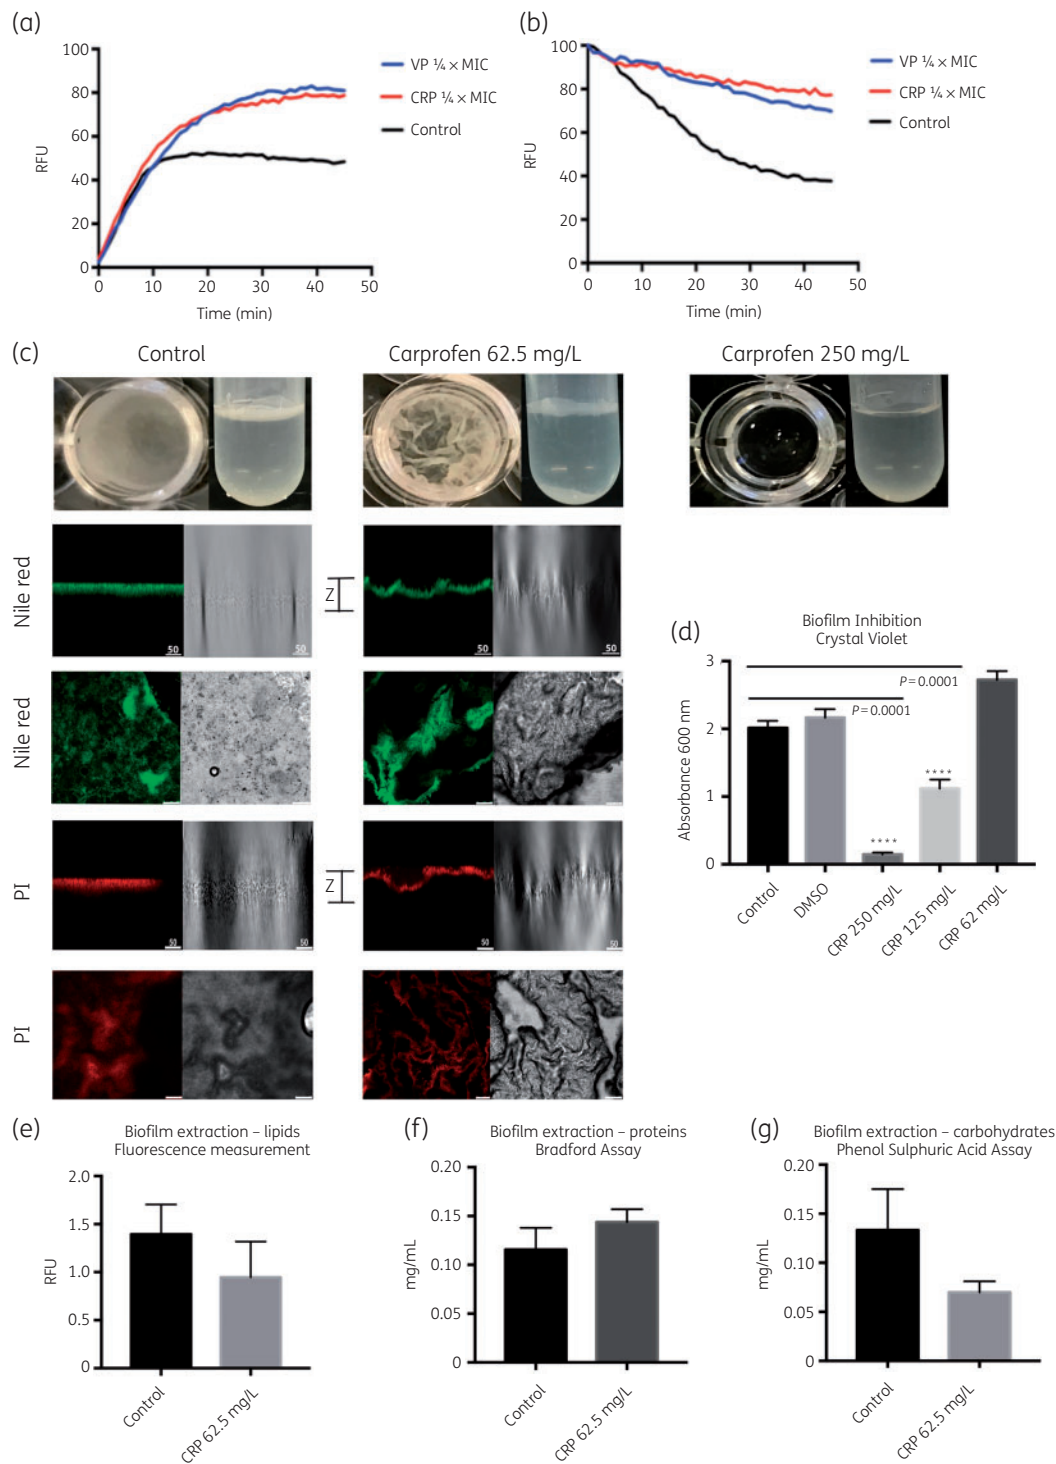 (a)
100
80
60
40
20
0
RFU
0 10 20 30 40 50
Time (min)
VP ¼ × MIC
CRP ¼ × MIC
Control
(b)
100
80
60
40
20
0
RFU
0 10 20 30 40 50
Time (min)
VP ¼ × MIC
CRP ¼ × MIC
Control
(c)
Control
Carprofen 62.5 mg/L
Carprofen 250 mg/L
Nile red
50
Z
50
Nile red
PI
50
Z
50
PI
(d)
Biofilm Inhibition
Crystal Violet
3
2
1
0
Absorbance 600 nm
P = 0.0001
P = 0.0001
****
****
Control
DMSO
CRP 250 mg/L
CRP 125 mg/L
CRP 62 mg/L
(e)
Biofilm extraction – lipids
Fluorescence measurement
2.0
1.5
1.0
0.5
0
RFU
Control
CRP 62.5 mg/L
(f)
Biofilm extraction – proteins
Bradford Assay
0.20
0.15
0.10
0.05
0
mg/mL
Control
CRP 62.5 mg/L
(g)
Biofilm extraction – carbohydrates
Phenol Sulphuric Acid Assay
0.20
0.15
0.10
0.05
0
mg/mL
Control
CRP 62.5 mg/L